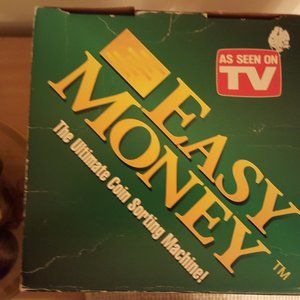 AS SEEN ON
TV
EASY
MONEY
TM
The Ultimate Coin Sorting Machine!